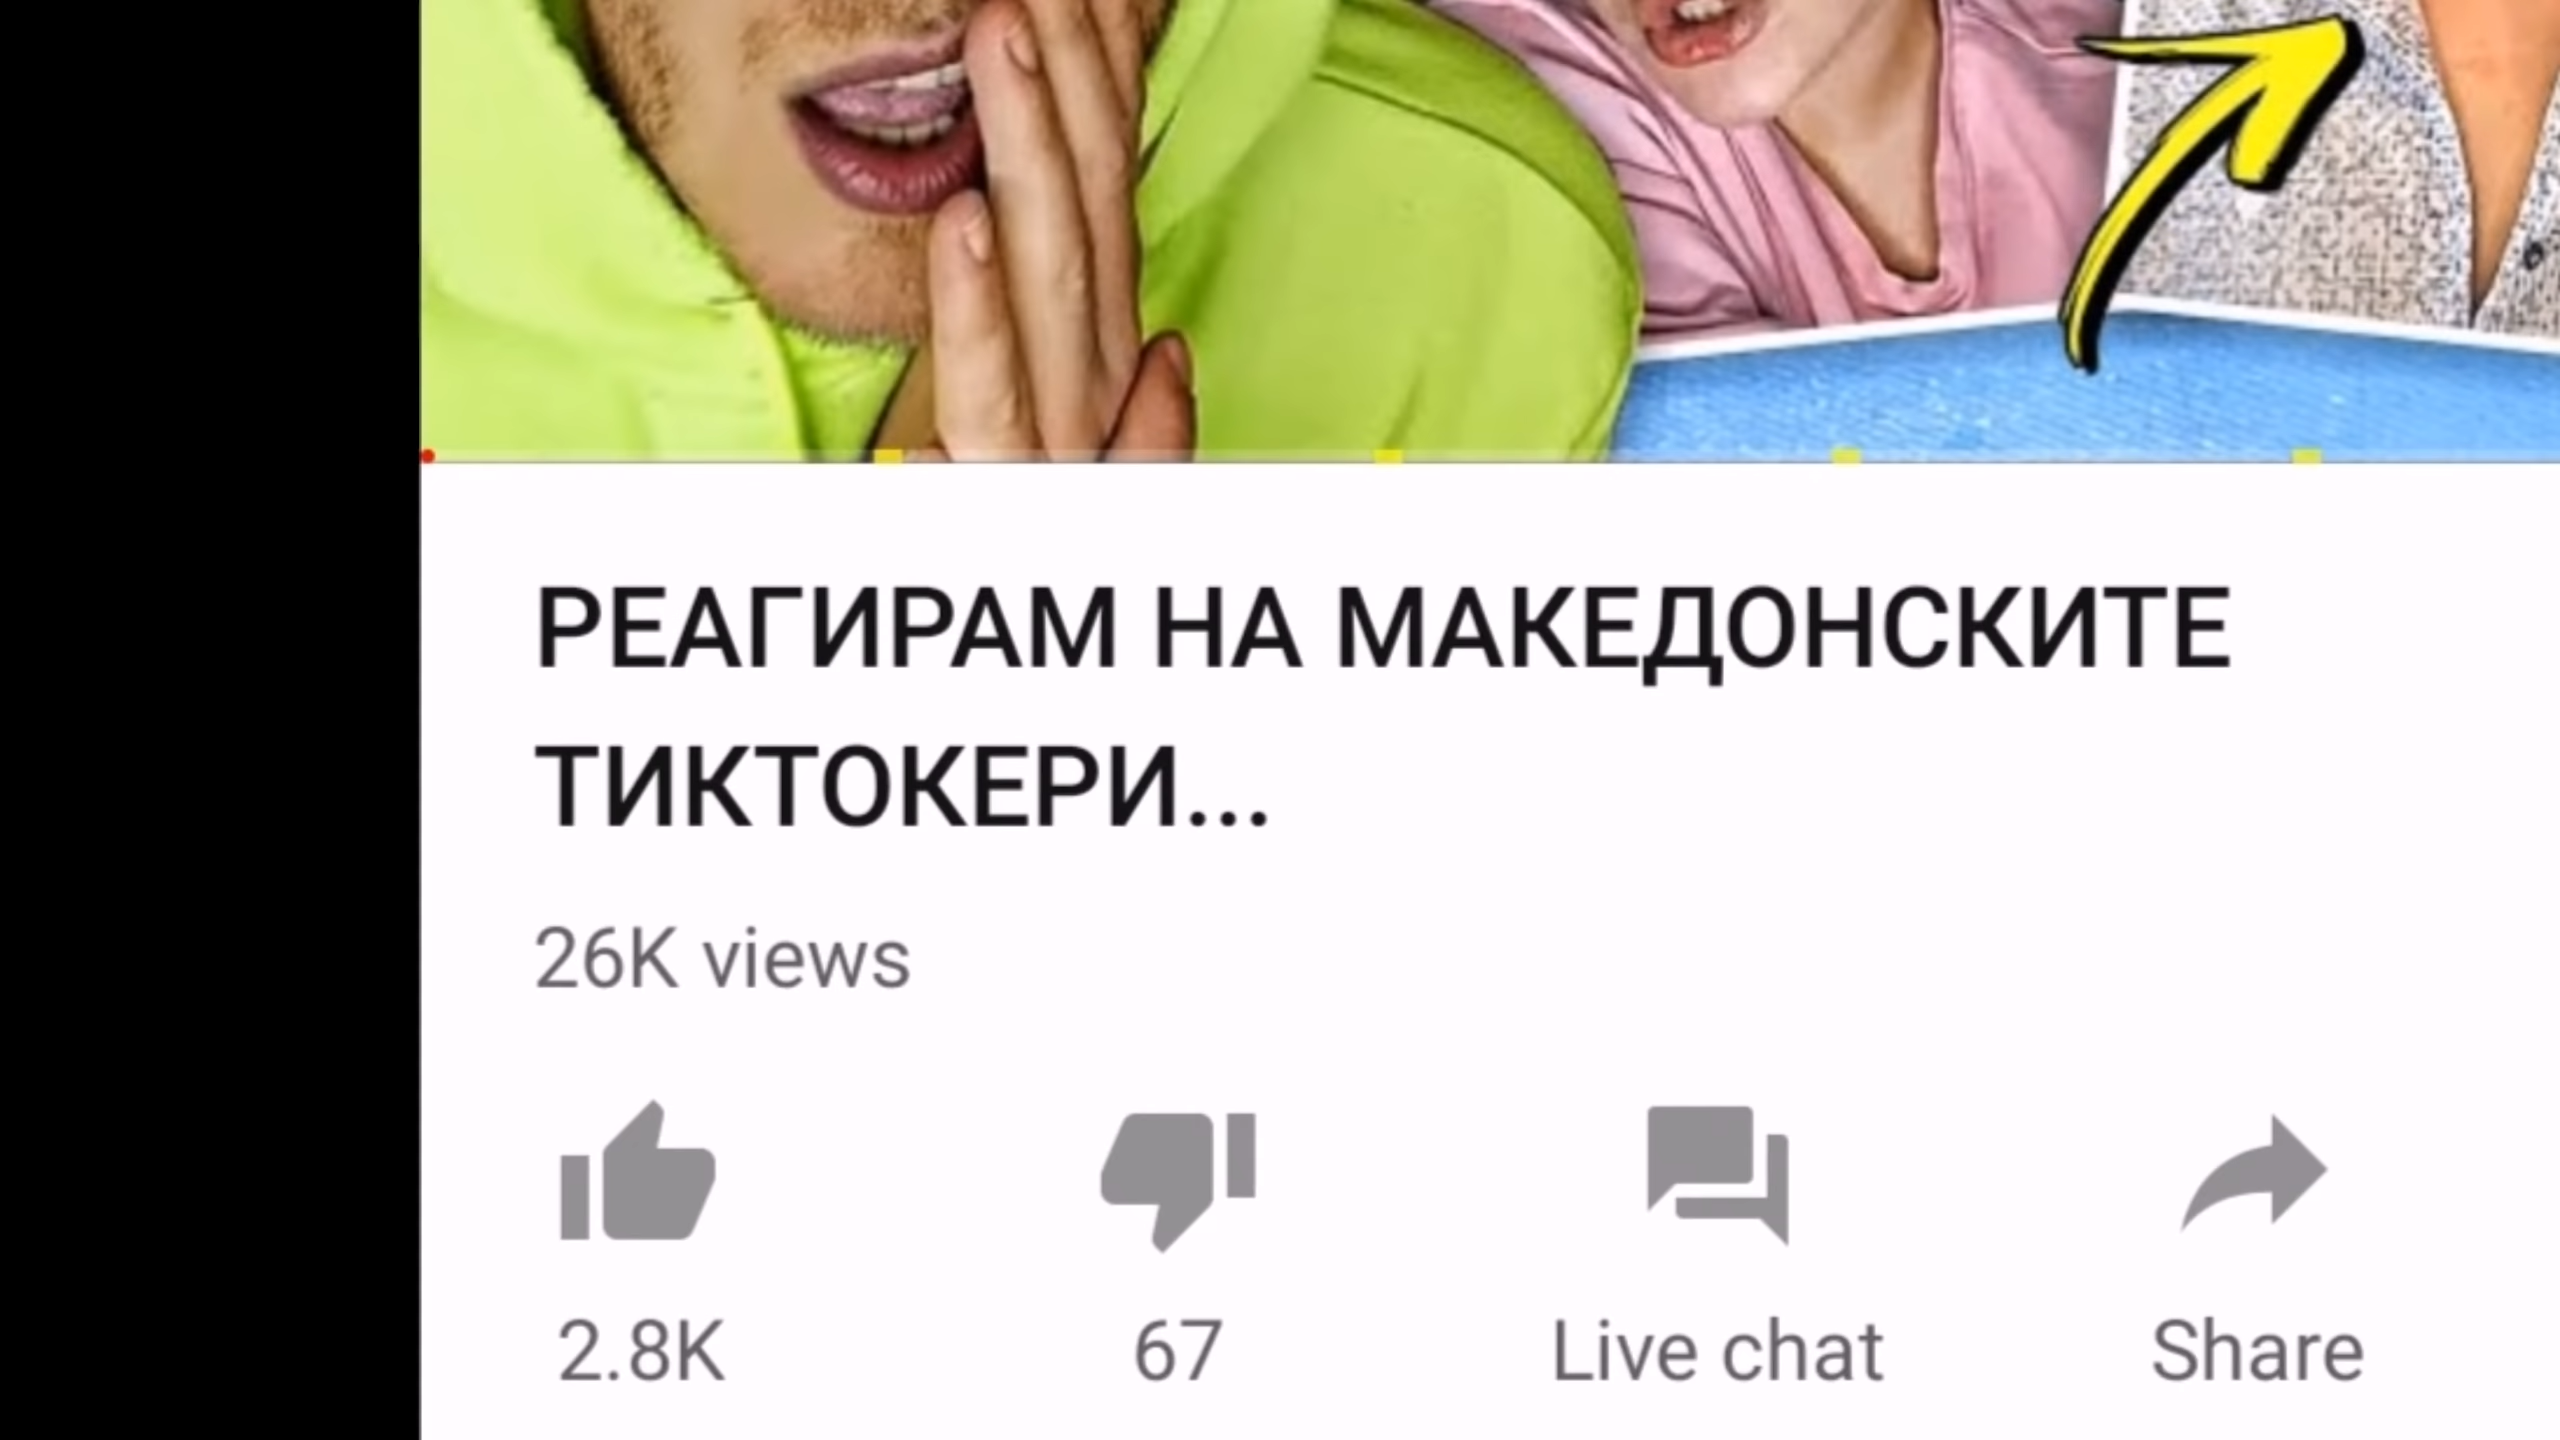 РЕАГИРАМ НА МАКЕДОНСКИТЕ
ТИКТОКЕРИ...
26K views
2.8K
67
Live chat
Share